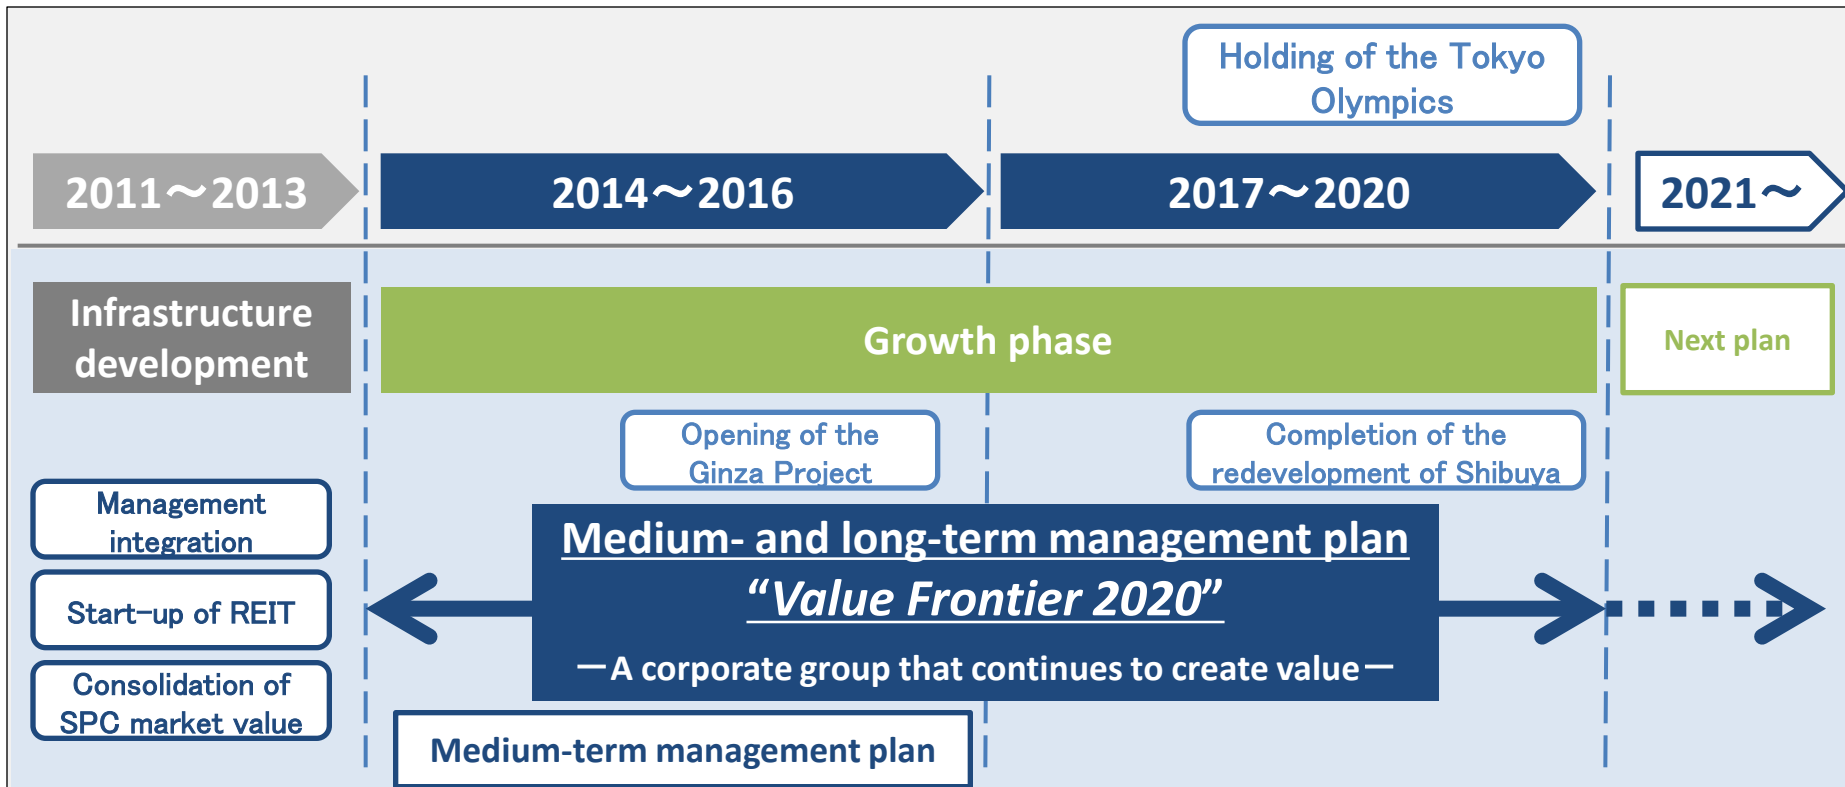 Holding of the Tokyo
Olympics
2011～2013
2014～2016
2017～2020
2021～
Infrastructure
development
Growth phase
Next plan
Opening of the
Ginza Project
Completion of the
redevelopment of Shibuya
Management
integration
Start-up of REIT
Consolidation of
SPC market value
Medium- and long-term management plan
“Value Frontier 2020”
—A corporate group that continues to create value—
Medium-term management plan